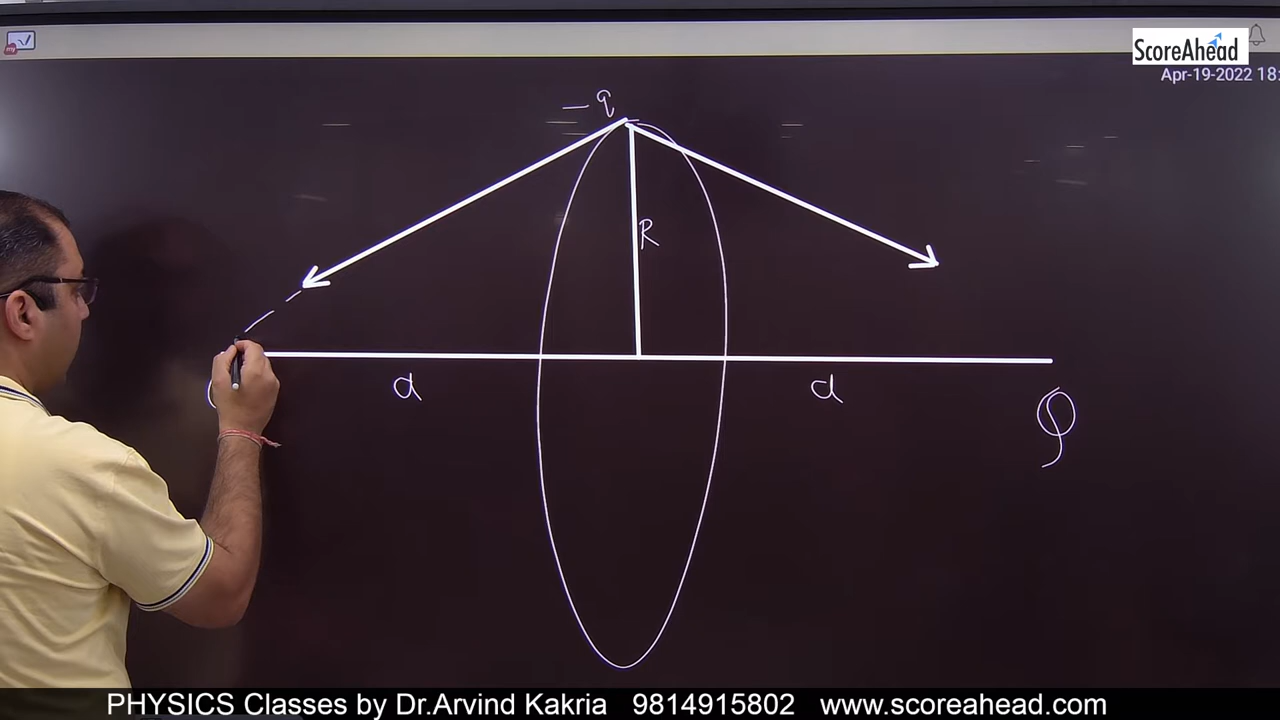 ScoreAhead
Apr-19-2022 18:
-q
R
d
d
Q
PHYSICS Classes by Dr.Arvind Kakria 9814915802 www.scoreahead.com